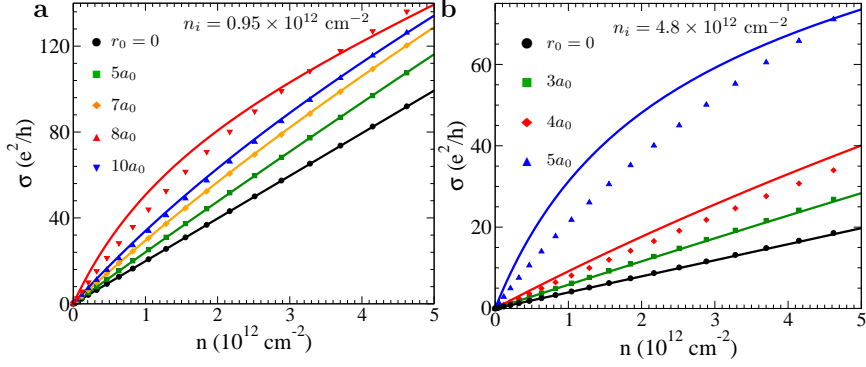 a
n_i = 0.95 × 10^12 cm^−2
r_0 = 0
5a_0
7a_0
8a_0
10a_0
σ (e^2/h)
0
40
80
120
0
1
2
3
4
5
n (10^12 cm^-2)
b
n_i = 4.8 × 10^12 cm^−2
r_0 = 0
3a_0
4a_0
5a_0
σ (e^2/h)
0
20
40
60
0
1
2
3
4
5
n (10^12 cm^-2)